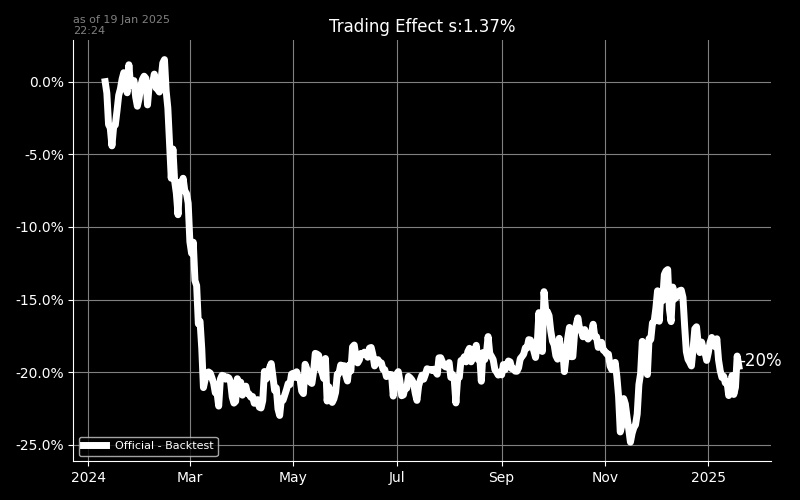 as of 19 Jan 2025
22:24
Trading Effect s:1.37%
0.0%
-5.0%
-10.0%
-15.0%
-20.0%
-25.0%
-20%
Official - Backtest
2024 Mar May Jul Sep Nov 2025